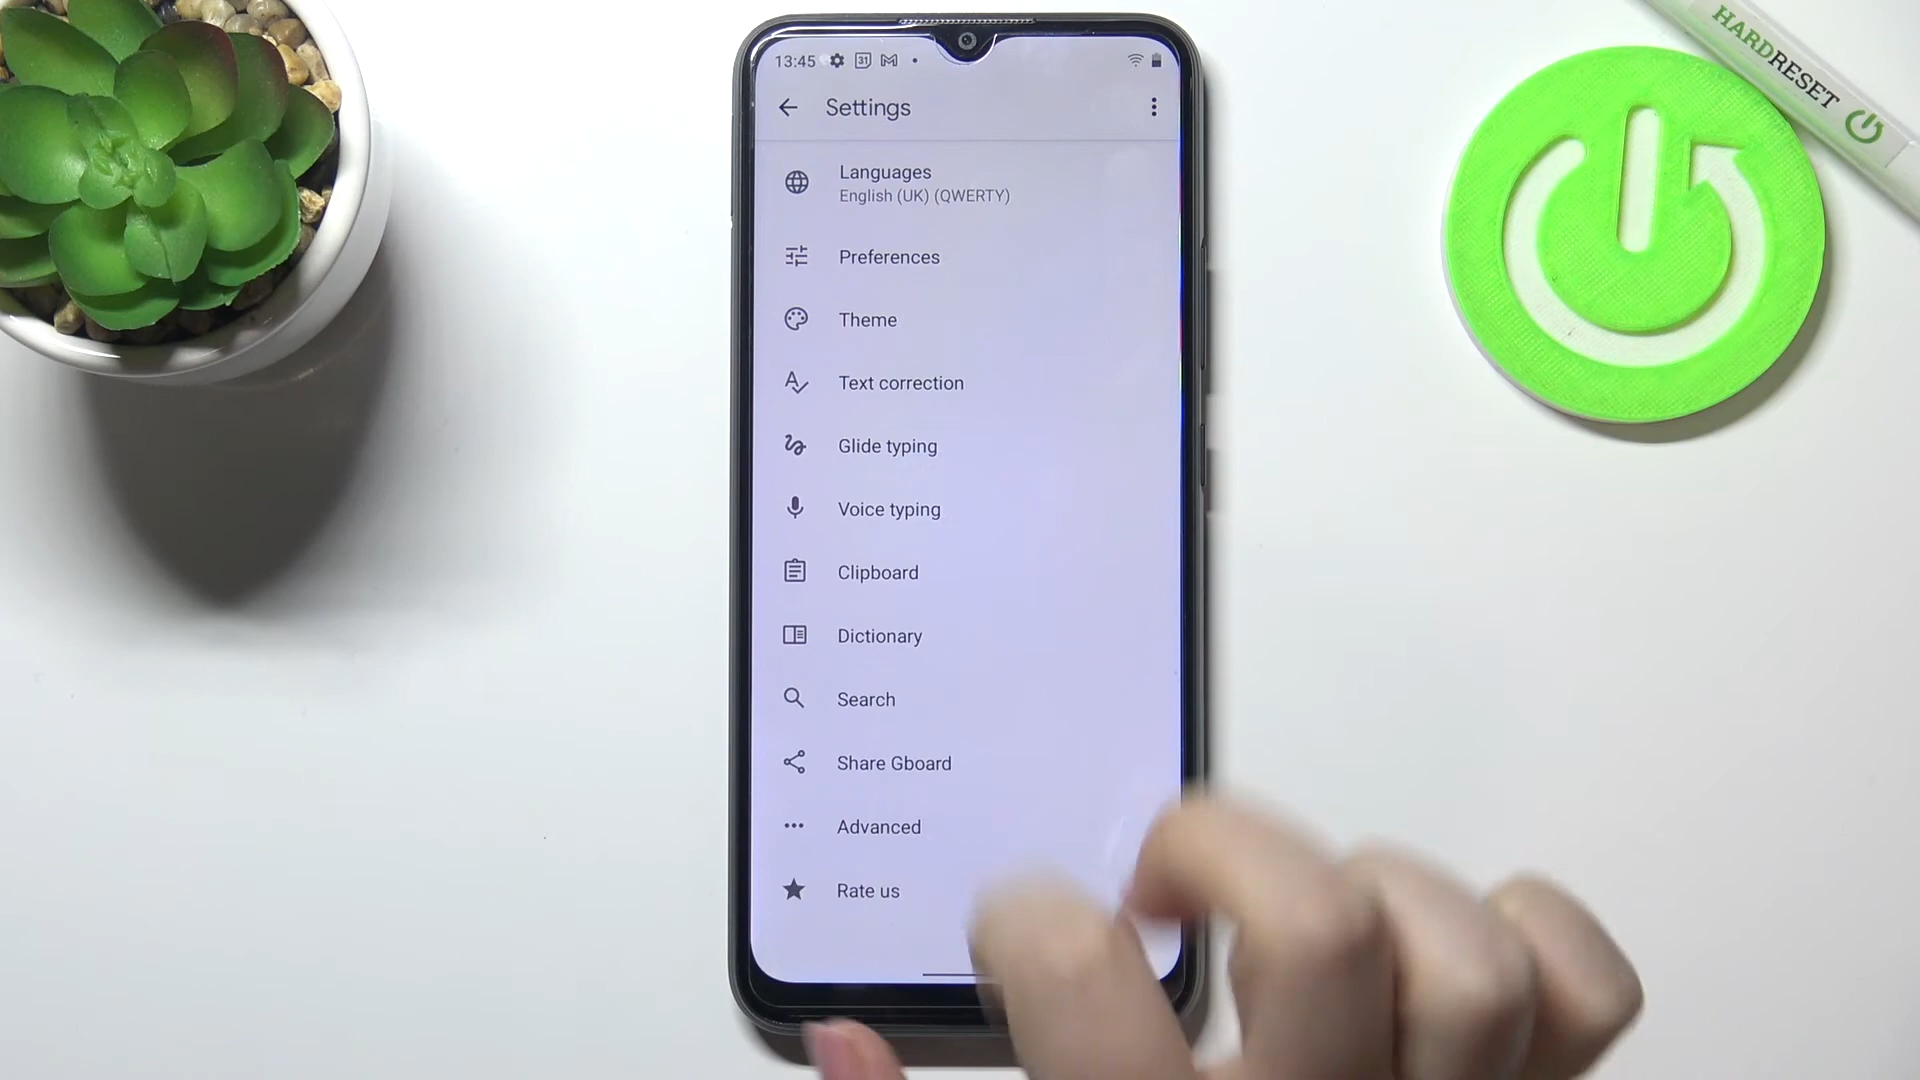 13:45
31
Settings
Languages
English (UK) (QWERTY)
Preferences
Theme
Text correction
Glide typing
Voice typing
Clipboard
Dictionary
Search
Share Gboard
Advanced
Rate us
HARDRESET